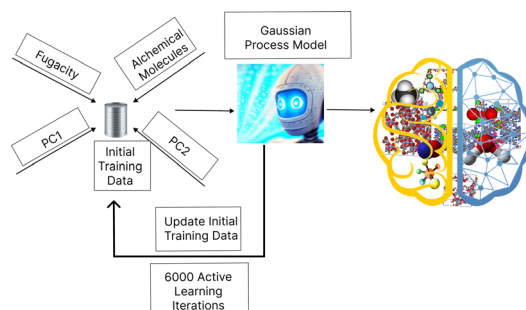 Fugacity
Alchemical
Molecules
PC1
PC2
Initial
Training
Data
Gaussian
Process Model
Update Initial
Training Data
6000 Active
Learning
Iterations